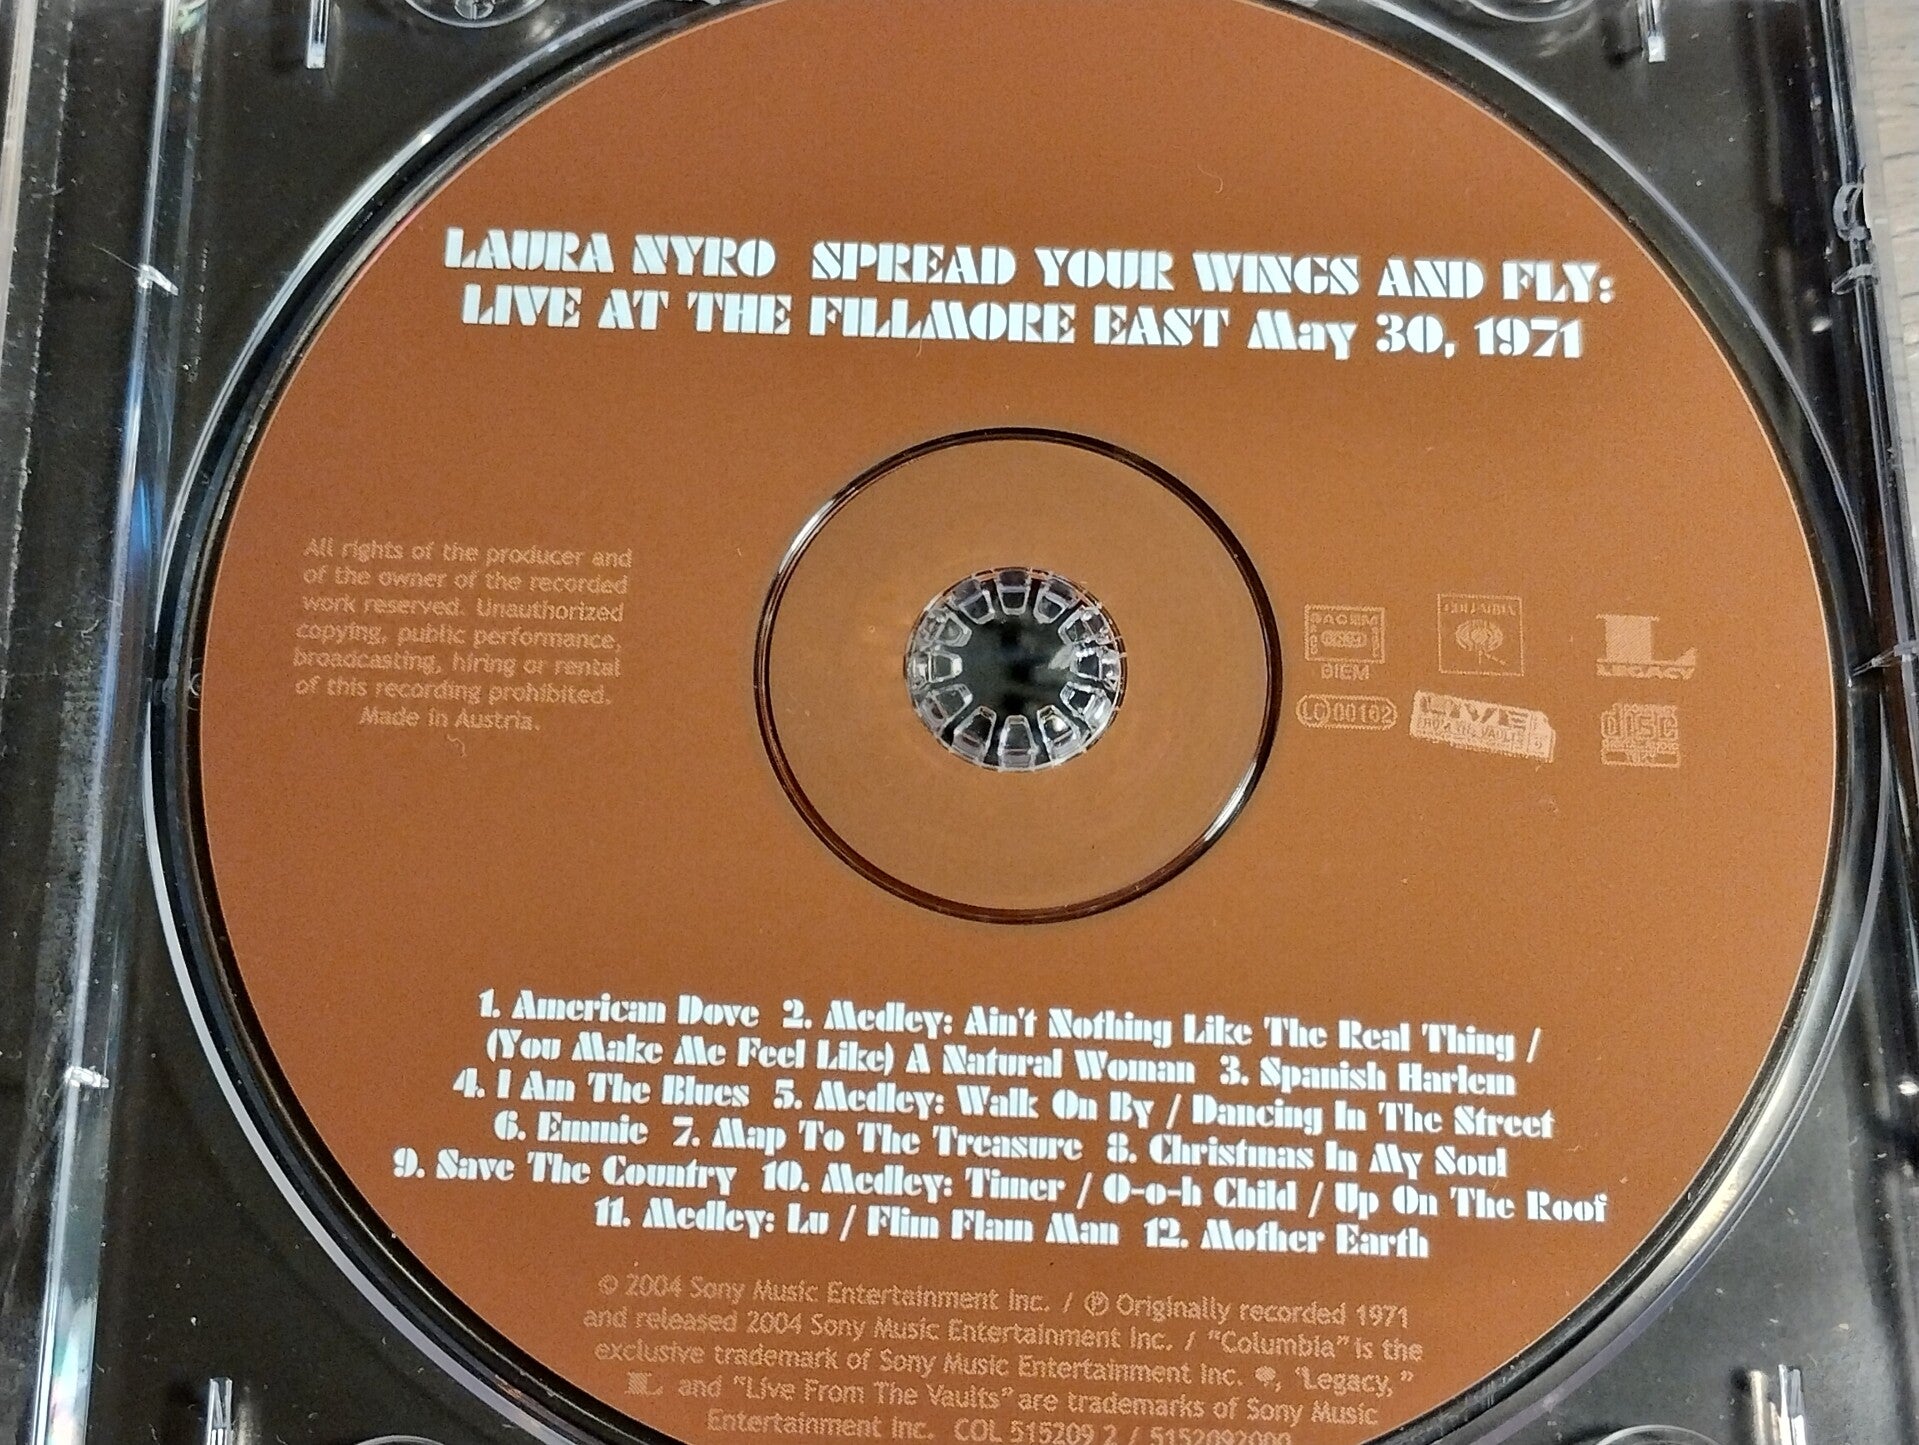 LAURA NYRO SPREAD YOUR WINGS AND FLY:
LIVE AT THE FILLMORE EAST May 30, 1971
All rights of the producer and
of the owner of the recorded
work reserved. Unauthorized
copying, public performance,
broadcasting, hiring or rental
of this recording prohibited.
Made in Austria.
SACEM
BIEM
COLUMBIA
LEGACY
LC 00162
LIVE
FROM THE VAULTS
disc
1. American Dove 2. Medley: Ain't Nothing Like The Real Thing /
(You Make Me Feel Like) A Natural Woman 3. Spanish Harlem
4. I Am The Blues 5. Medley: Walk On By / Dancing In The Street
6. Emmie 7. Map To The Treasure 8. Christmas In My Soul
9. Save The Country 10. Medley: Timer / O-o-h Child / Up On The Roof
11. Medley: Lu / Flim Flam Man 12. Mother Earth
© 2004 Sony Music Entertainment Inc. / ℗ Originally recorded 1971
and released 2004 Sony Music Entertainment Inc. / "Columbia" is the
exclusive trademark of Sony Music Entertainment Inc. , "Legacy,"
L and "Live From The Vaults" are trademarks of Sony Music
Entertainment Inc. COL 515209 2 / 5152092000